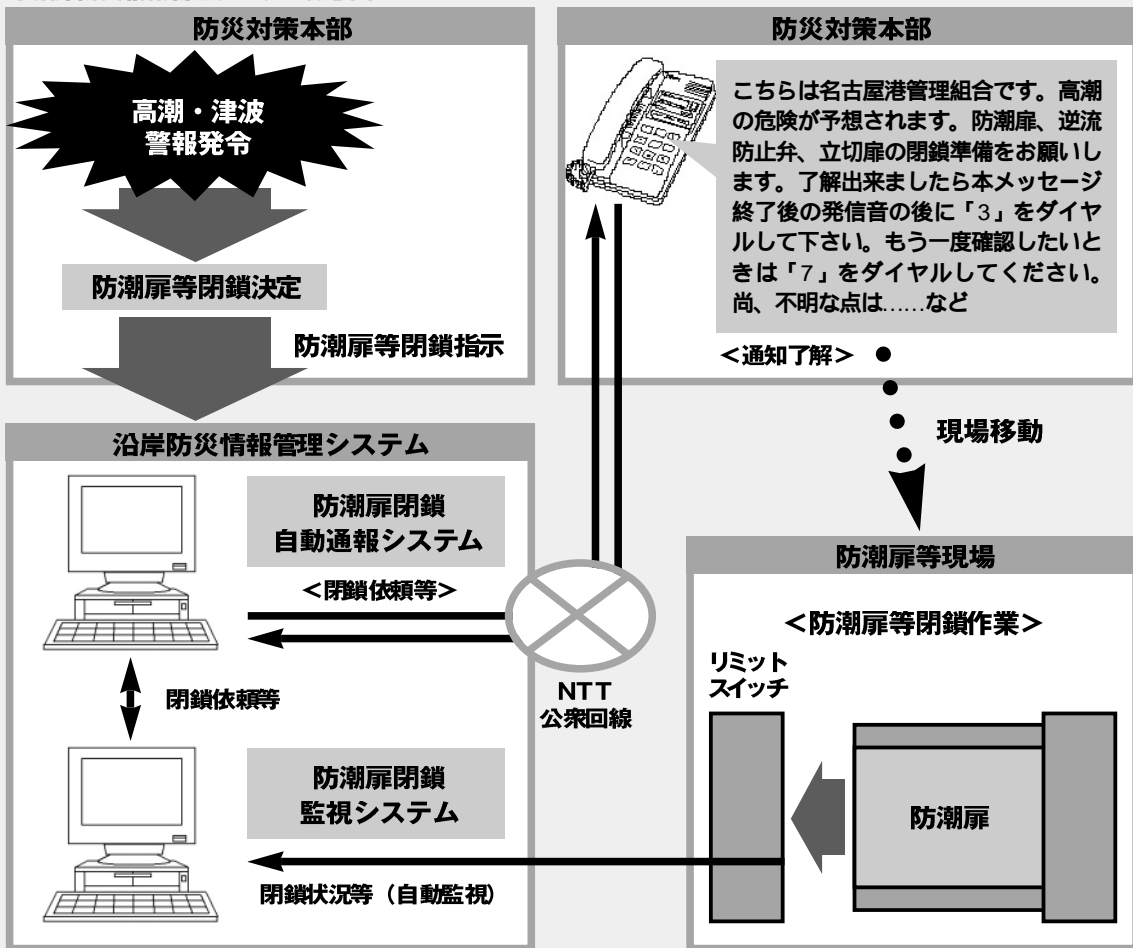 防災対策本部
高潮・津波
警報発令
防潮扉等閉鎖決定
防潮扉等閉鎖指示
防災対策本部
こちらは名古屋港管理組合です。高潮
の危険が予想されます。防潮扉、逆流
防止弁、立切扉の閉鎖準備をお願いし
ます。了解出来ましたら本メッセージ
終了後の発信音の後に「3」をダイヤ
ルして下さい。もう一度確認したいと
きは「7」をダイヤルしてください。
尚、不明な点は……など
<通知了解>
現場移動
沿岸防災情報管理システム
防潮扉閉鎖
自動通報システム
<閉鎖依頼等>
閉鎖依頼等
NTT
公衆回線
防潮扉閉鎖
監視システム
閉鎖状況等（自動監視）
防潮扉等現場
<防潮扉等閉鎖作業>
リミット
スイッチ
防潮扉